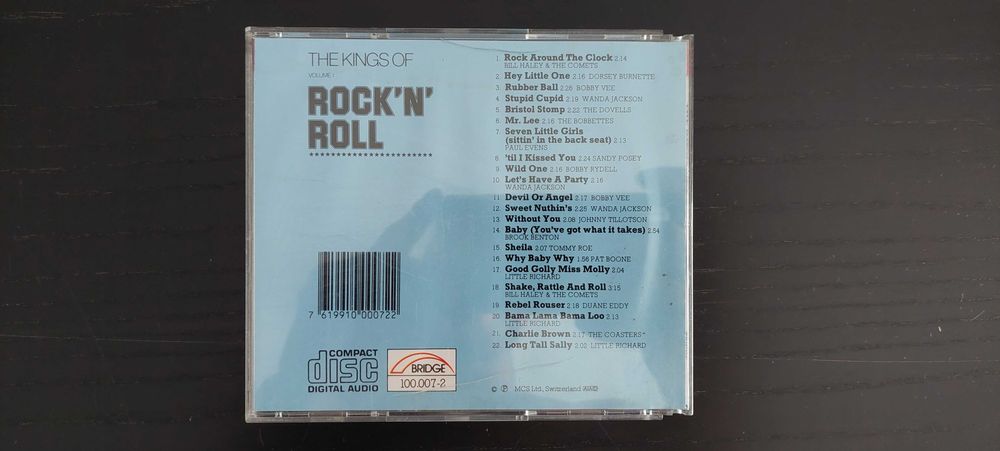 THE KINGS OF
VOLUME 1
ROCK'N'
ROLL
1. Rock Around The Clock 2:14
BILL HALEY & THE COMETS
2. Hey Little One 2:16 DORSEY BURNETTE
3. Rubber Ball 2:26 BOBBY VEE
4. Stupid Cupid 2:19 WANDA JACKSON
5. Bristol Stomp 2:22 THE DOVELLS
6. Mr. Lee 2:16 THE BOBBETTES
7. Seven Little Girls
(sittin' in the back seat) 2:13
PAUL EVENS
8. 'til I Kissed You 2:24 SANDY POSEY
9. Wild One 2:16 BOBBY RYDELL
10. Let's Have A Party 2:16
WANDA JACKSON
11. Devil Or Angel 2:17 BOBBY VEE
12. Sweet Nuthin's 2:25 WANDA JACKSON
13. Without You 2:08 JOHNNY TILLOTSON
14. Baby (You've got what it takes) 2:54
BROOK BENTON
15. Sheila 2:07 TOMMY ROE
16. Why Baby Why 1:56 PAT BOONE
17. Good Golly Miss Molly 2:04
LITTLE RICHARD
18. Shake, Rattle And Roll 3:15
BILL HALEY & THE COMETS
19. Rebel Rouser 2:18 DUANE EDDY
20. Bama Lama Bama Loo 2:13
LITTLE RICHARD
21. Charlie Brown 2:17 "THE COASTERS"
22. Long Tall Sally 2:02 LITTLE RICHARD
7 619910 000722
COMPACT
disc
DIGITAL AUDIO
BRIDGE
100.007-2
© ℗ MCS Ltd., Switzerland